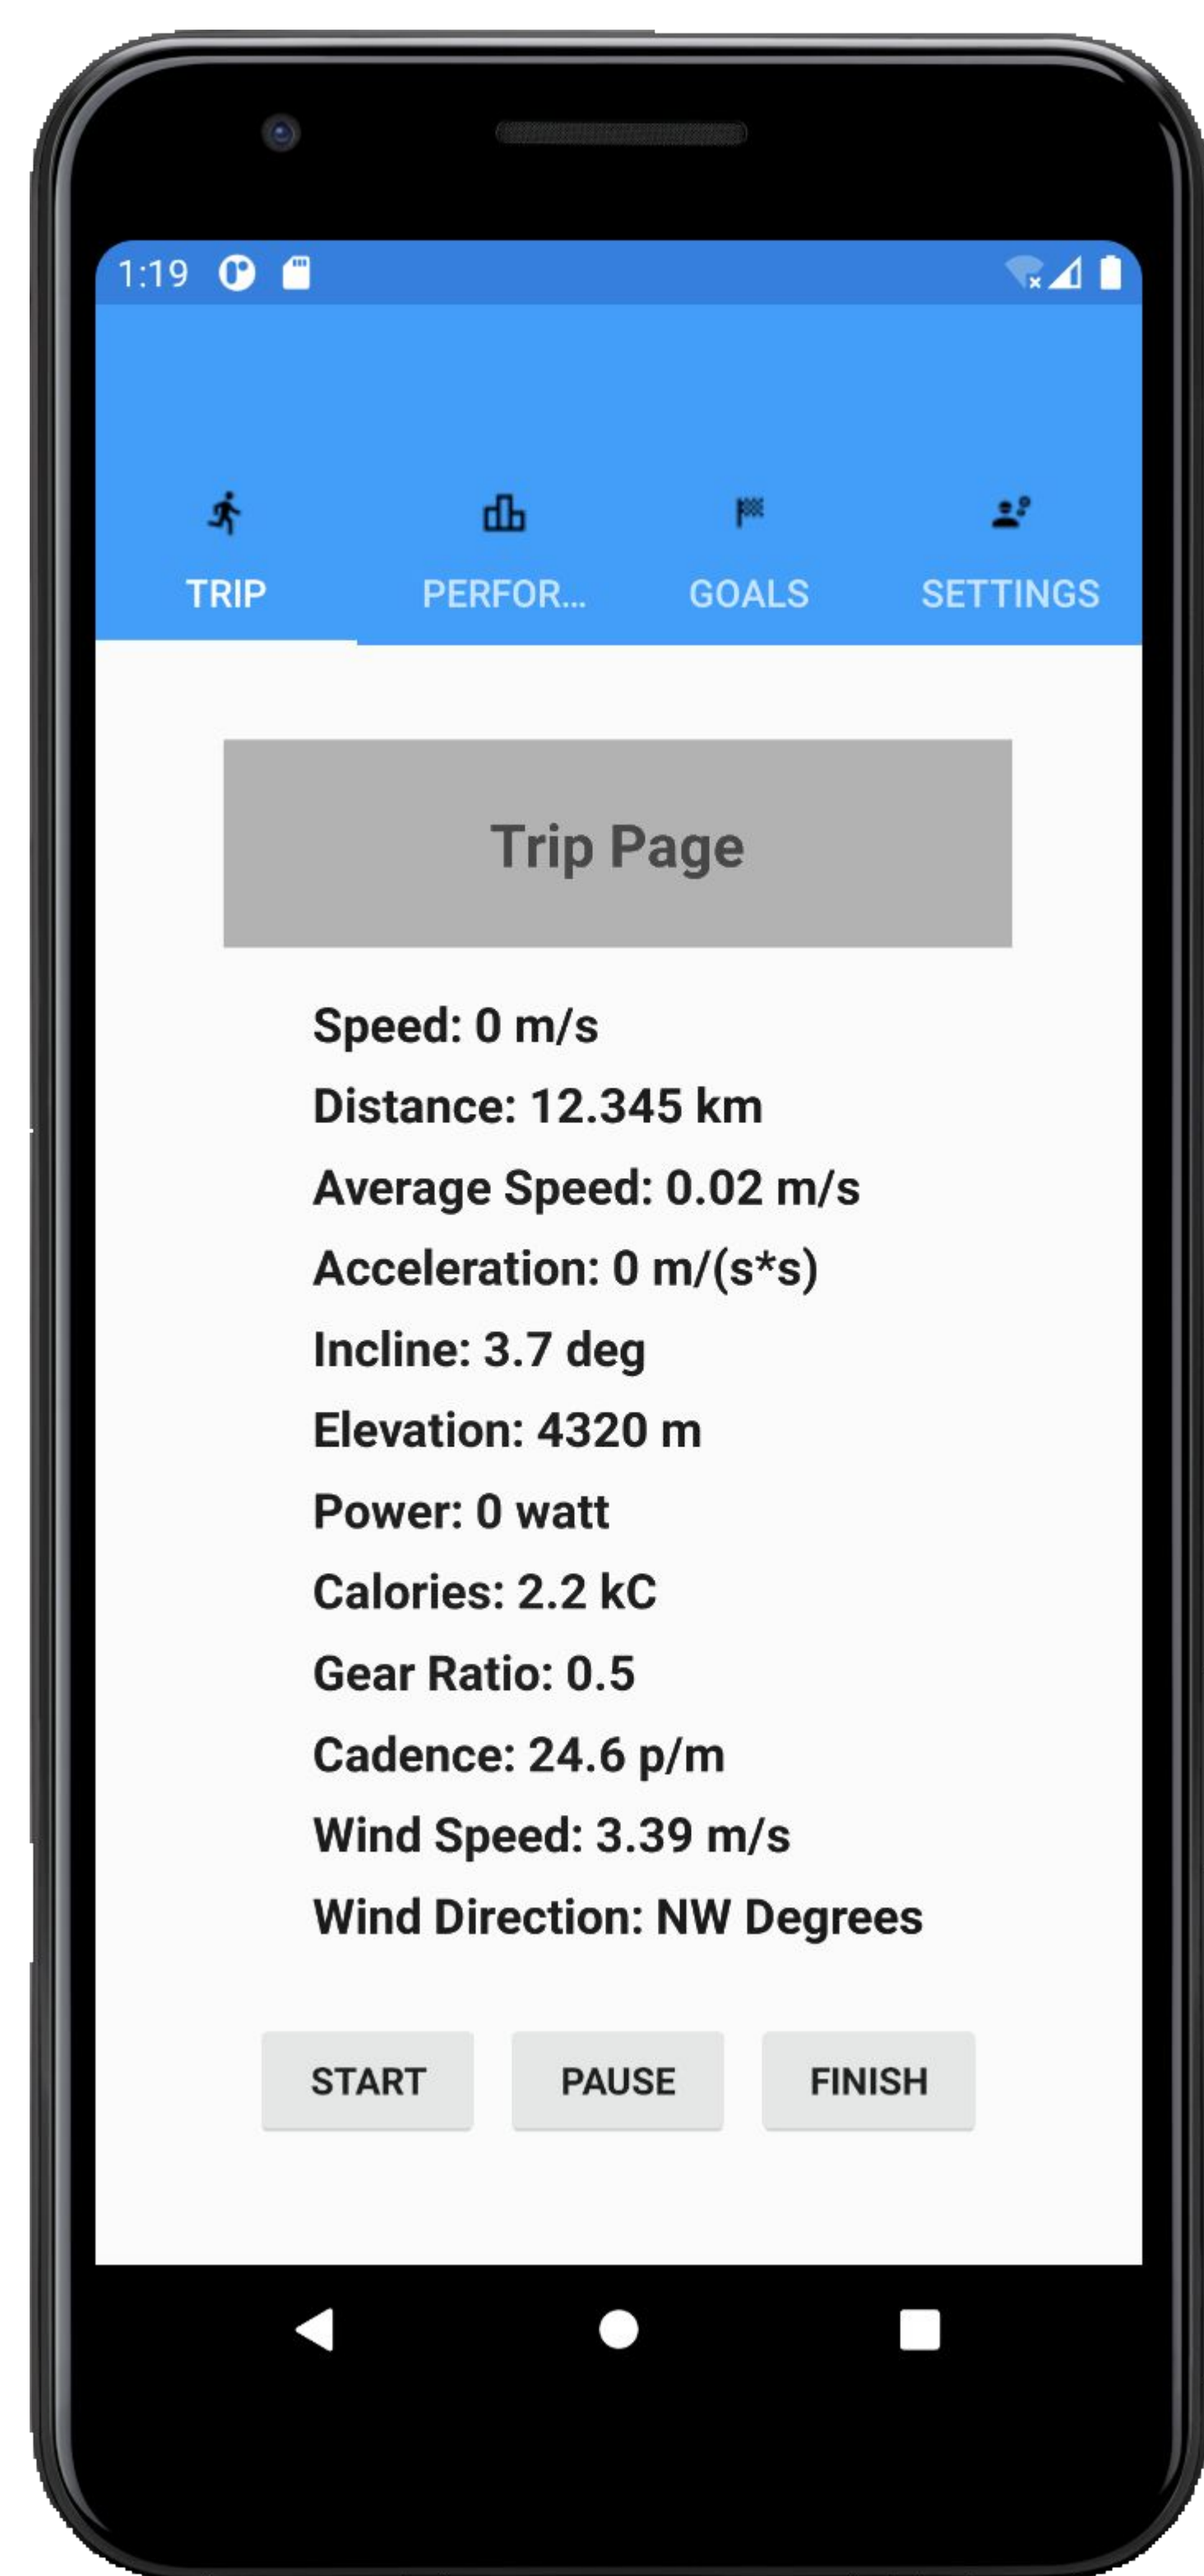 1:19
TRIP PERFOR... GOALS SETTINGS
Trip Page
Speed: 0 m/s
Distance: 12.345 km
Average Speed: 0.02 m/s
Acceleration: 0 m/(s*s)
Incline: 3.7 deg
Elevation: 4320 m
Power: 0 watt
Calories: 2.2 kC
Gear Ratio: 0.5
Cadence: 24.6 p/m
Wind Speed: 3.39 m/s
Wind Direction: NW Degrees
START PAUSE FINISH